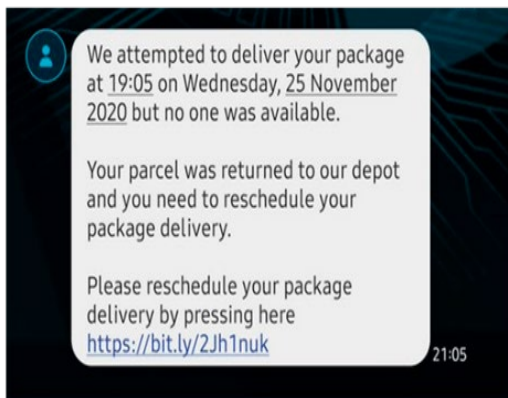 We attempted to deliver your package
at 19:05 on Wednesday, 25 November
2020 but no one was available.
Your parcel was returned to our depot
and you need to reschedule your
package delivery.
Please reschedule your package
delivery by pressing here
https://bit.ly/2Jh1nuk
21:05